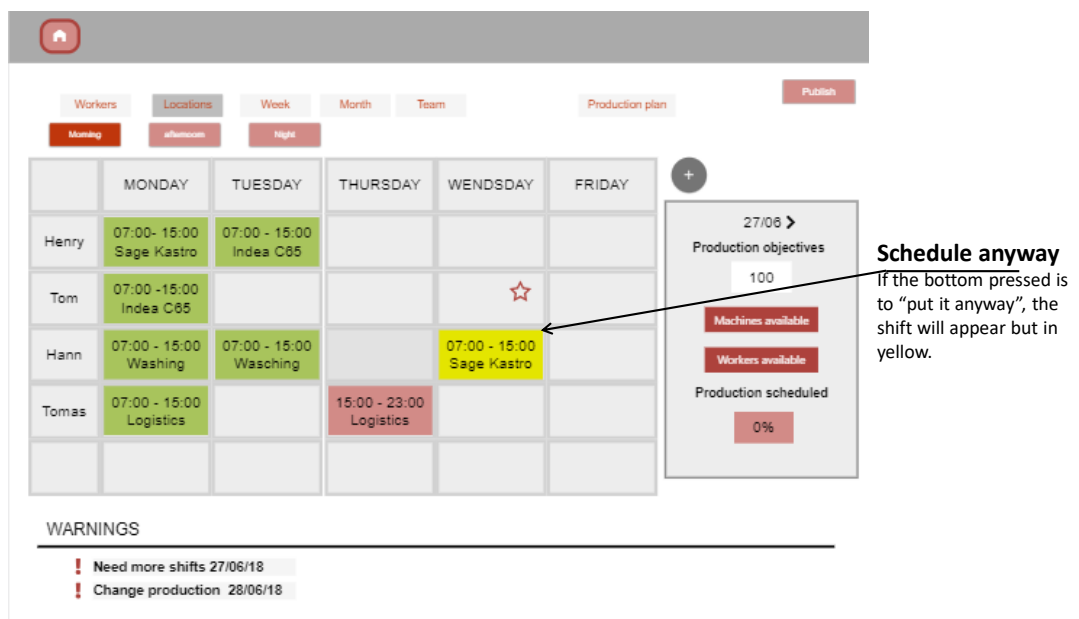 Publish
Workers Locations Week Month Team Production plan
Morning afternoom Night
+
MONDAY TUESDAY THURSDAY WENDSDAY FRIDAY
Henry
07:00- 15:00
Sage Kastro
07:00 - 15:00
Indea C65
Tom
07:00 -15:00
Indea C65
Hann
07:00 - 15:00
Washing
07:00 - 15:00
Wasching
07:00 - 15:00
Sage Kastro
Tomas
07:00 - 15:00
Logistics
15:00 - 23:00
Logistics
27/06
Production objectives
100
Machines available
Workers available
Production scheduled
0%
Schedule anyway
If the bottom pressed is
to “put it anyway”, the
shift will appear but in
yellow.
WARNINGS
! Need more shifts 27/06/18
! Change production 28/06/18